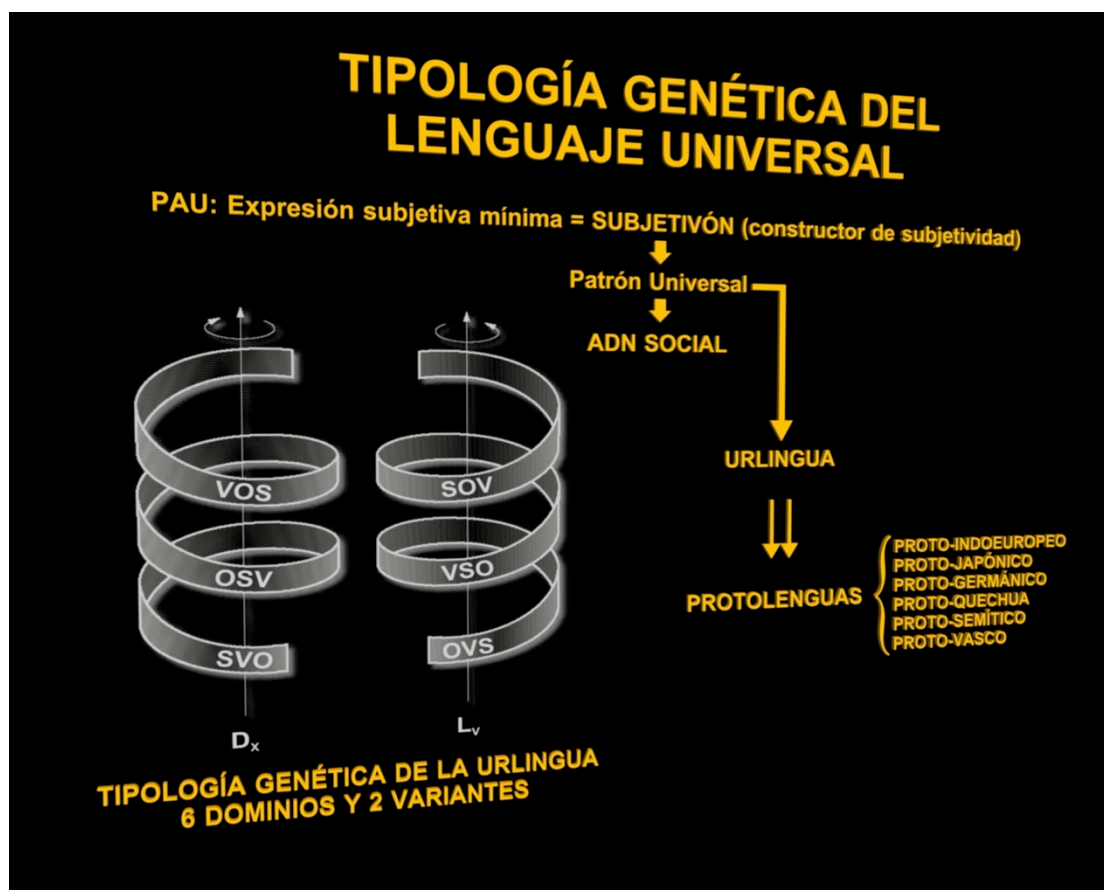 TIPOLOGÍA GENÉTICA DEL
LENGUAJE UNIVERSAL
PAU: Expresión subjetiva mínima = SUBJETIVÓN (constructor de subjetividad)
Patrón Universal
ADN SOCIAL
URLINGUA
PROTOLENGUAS
PROTO-INDOEUROPEO
PROTO-JAPÓNICO
PROTO-GERMÁNICO
PROTO-QUECHUA
PROTO-SEMÍTICO
PROTO-VASCO
VOS
OSV
SVO
Dx
SOV
VSO
OVS
Lv
TIPOLOGÍA GENÉTICA DE LA URLINGUA
6 DOMINIOS Y 2 VARIANTES